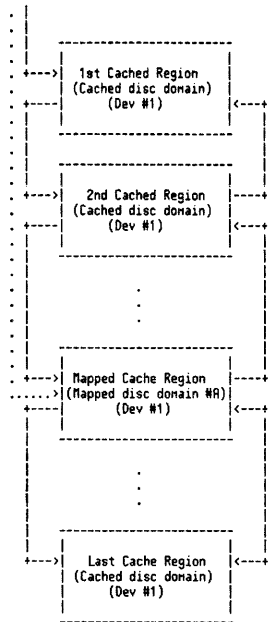 1st Cached Region
(Cached disc domain)
(Dev #1)
2nd Cached Region
(Cached disc domain)
(Dev #1)
Mapped Cache Region
(Mapped disc domain #A)
(Dev #1)
Last Cache Region
(Cached disc domain)
(Dev #1)